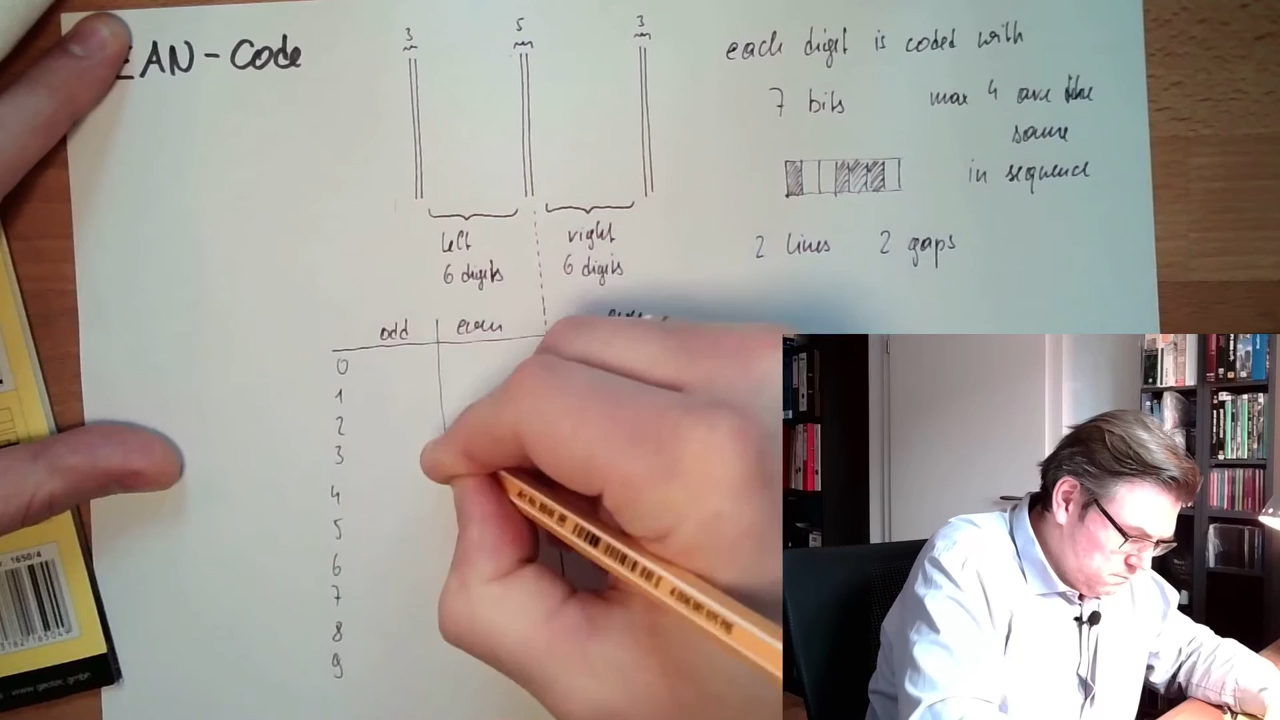 EAN-Code
3 5 3
each digit is coded with
7 bits max 4 are the
same
in sequence
left
6 digits
right
6 digits
2 lines 2 gaps
odd even
0
1
2
3
4
5
6
7
8
9
1650/4